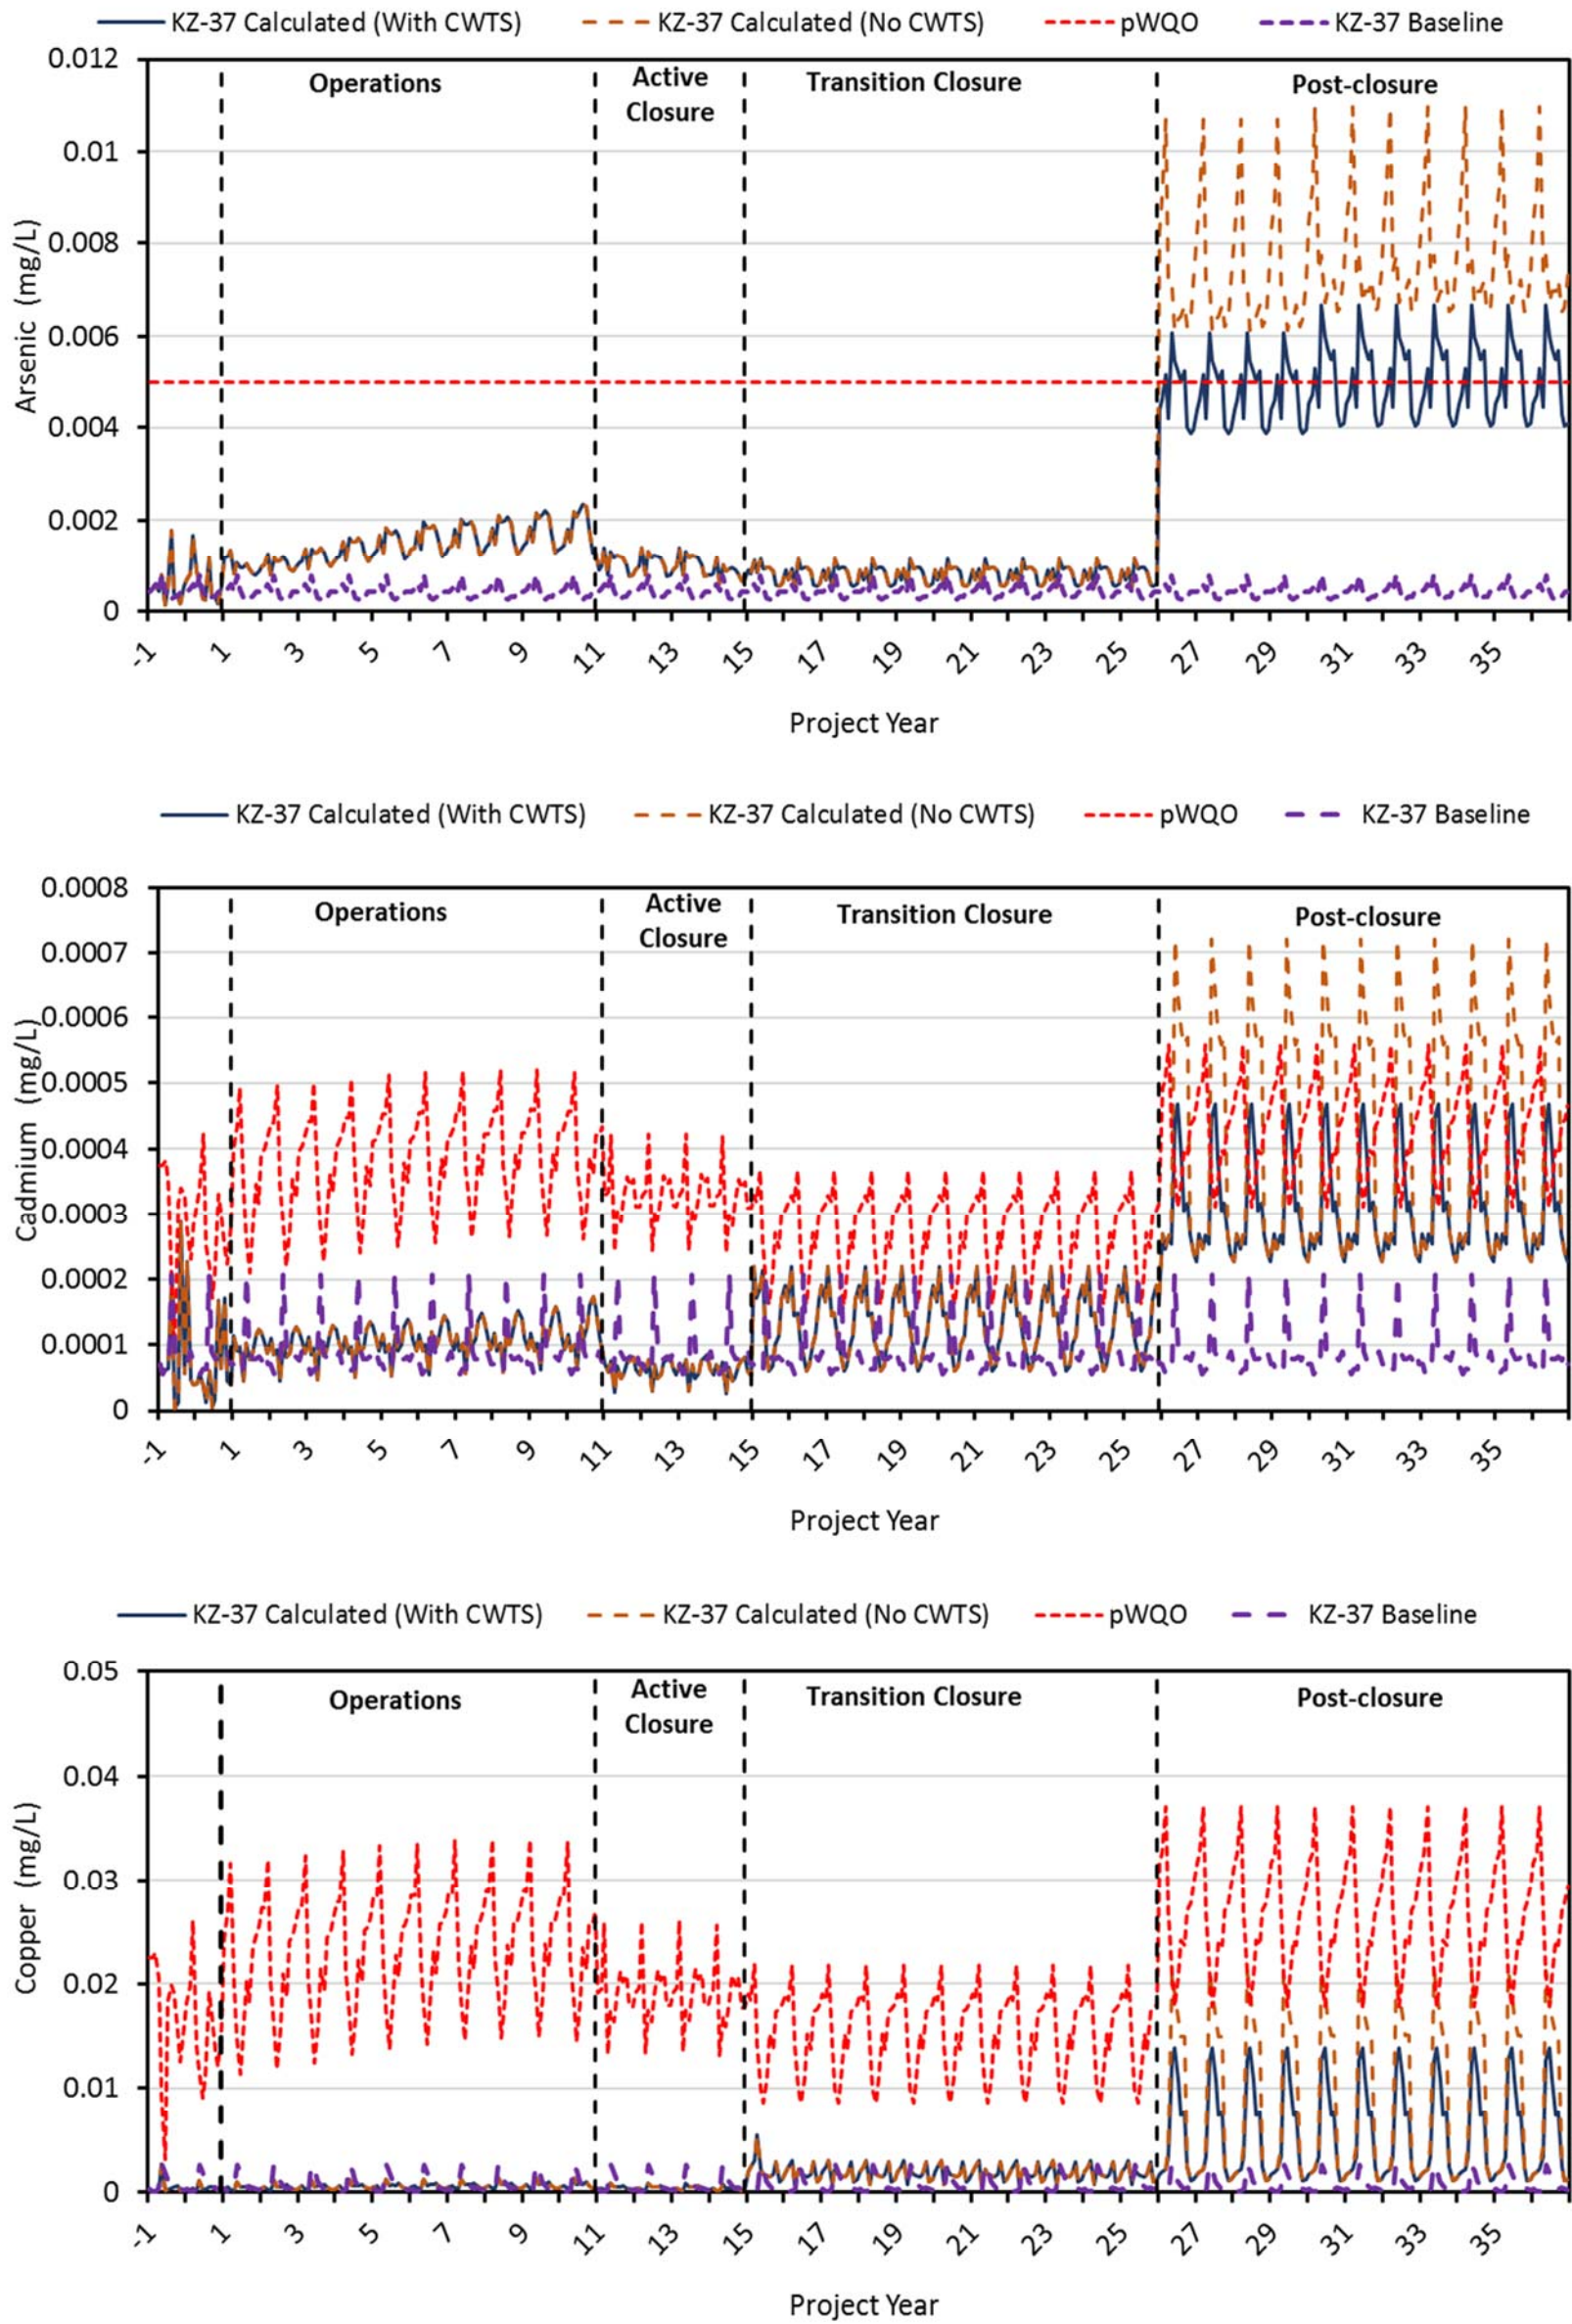 KZ-37 Calculated (With CWTS) KZ-37 Calculated (No CWTS) pWQO KZ-37 Baseline
Operations Active Closure Transition Closure Post-closure
Arsenic (mg/L)
0.012
0.01
0.008
0.006
0.004
0.002
0
-1 1 3 5 7 9 11 13 15 17 19 21 23 25 27 29 31 33 35
Project Year
KZ-37 Calculated (With CWTS) KZ-37 Calculated (No CWTS) pWQO KZ-37 Baseline
Operations Active Closure Transition Closure Post-closure
Cadmium (mg/L)
0.0008
0.0007
0.0006
0.0005
0.0004
0.0003
0.0002
0.0001
0
-1 1 3 5 7 9 11 13 15 17 19 21 23 25 27 29 31 33 35
Project Year
KZ-37 Calculated (With CWTS) KZ-37 Calculated (No CWTS) pWQO KZ-37 Baseline
Operations Active Closure Transition Closure Post-closure
Copper (mg/L)
0.05
0.04
0.03
0.02
0.01
0
-1 1 3 5 7 9 11 13 15 17 19 21 23 25 27 29 31 33 35
Project Year